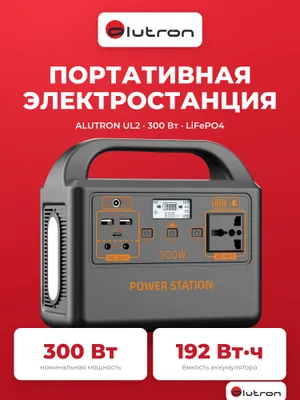 alutron
ПОРТАТИВНАЯ
ЭЛЕКТРОСТАНЦИЯ
ALUTRON UL2 · 300 Вт · LiFePO4
300W
POWER STATION
300 Вт
номинальная мощность
192 Вт·ч
ёмкость аккумулятора
alutron